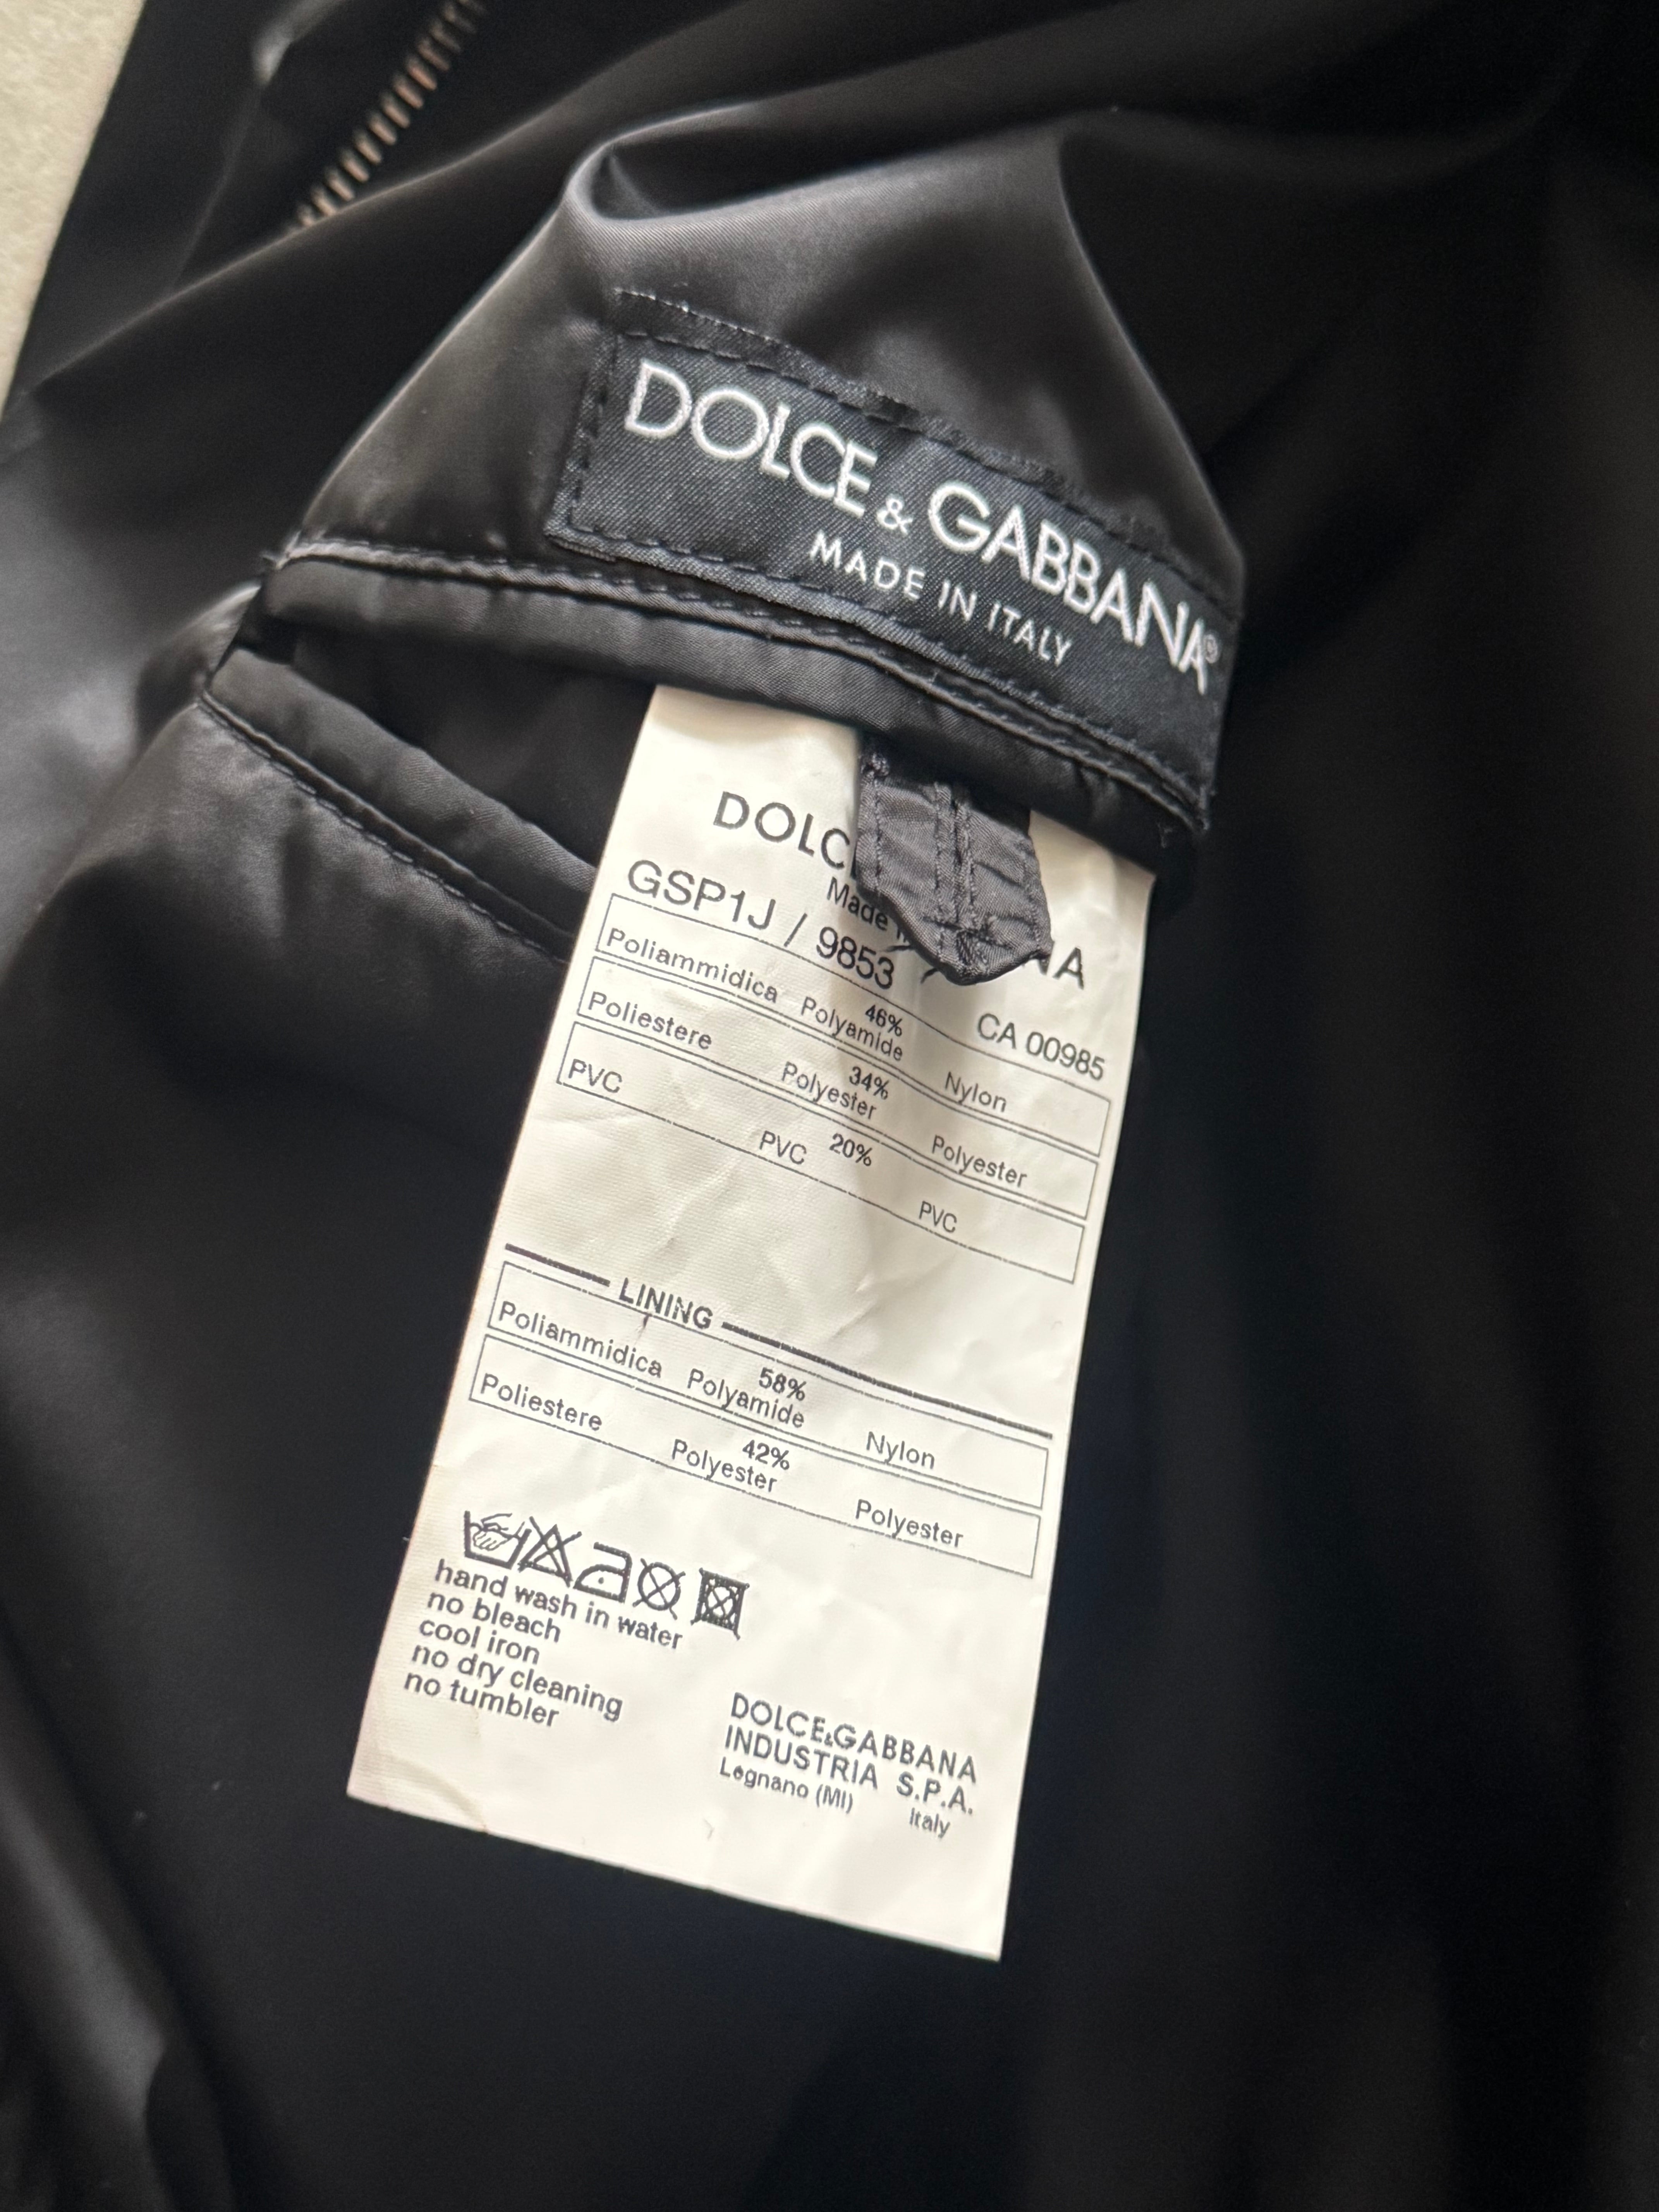 DOLCE & GABBANA®
MADE IN ITALY
DOLC NA
Made
GSP1J / 9853 CA 00985
46%
Poliammidica Polyamide Nylon
34%
Poliestere Polyester Polyester
20%
PVC PVC PVC
LINING
58%
Poliammidica Polyamide Nylon
42%
Poliestere Polyester Polyester
hand wash in water
no bleach
cool iron
no dry cleaning
no tumbler
DOLCE&GABBANA
INDUSTRIA S.P.A.
Legnano (MI) Italy